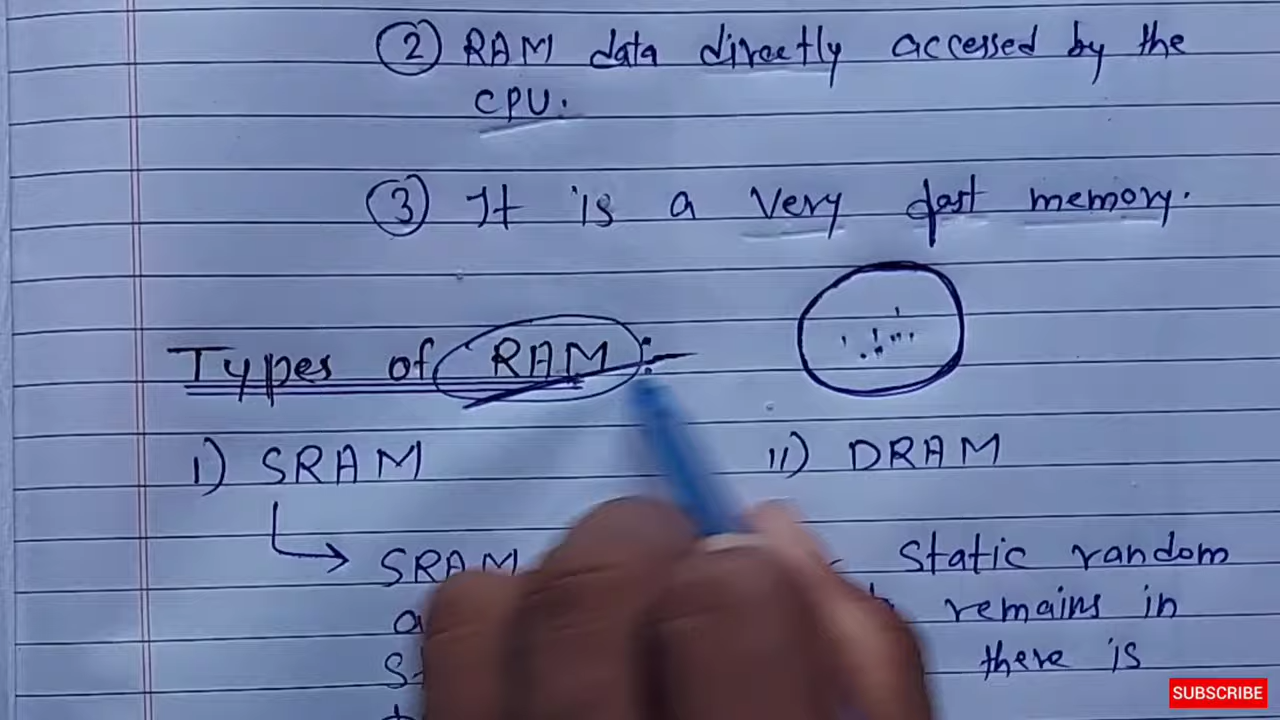 ② RAM data directly accessed by the
CPU.
③ It is a very fast memory.
Types of RAM :-
i) SRAM ii) DRAM
SRAM Static random
remains in
there is
SUBSCRIBE